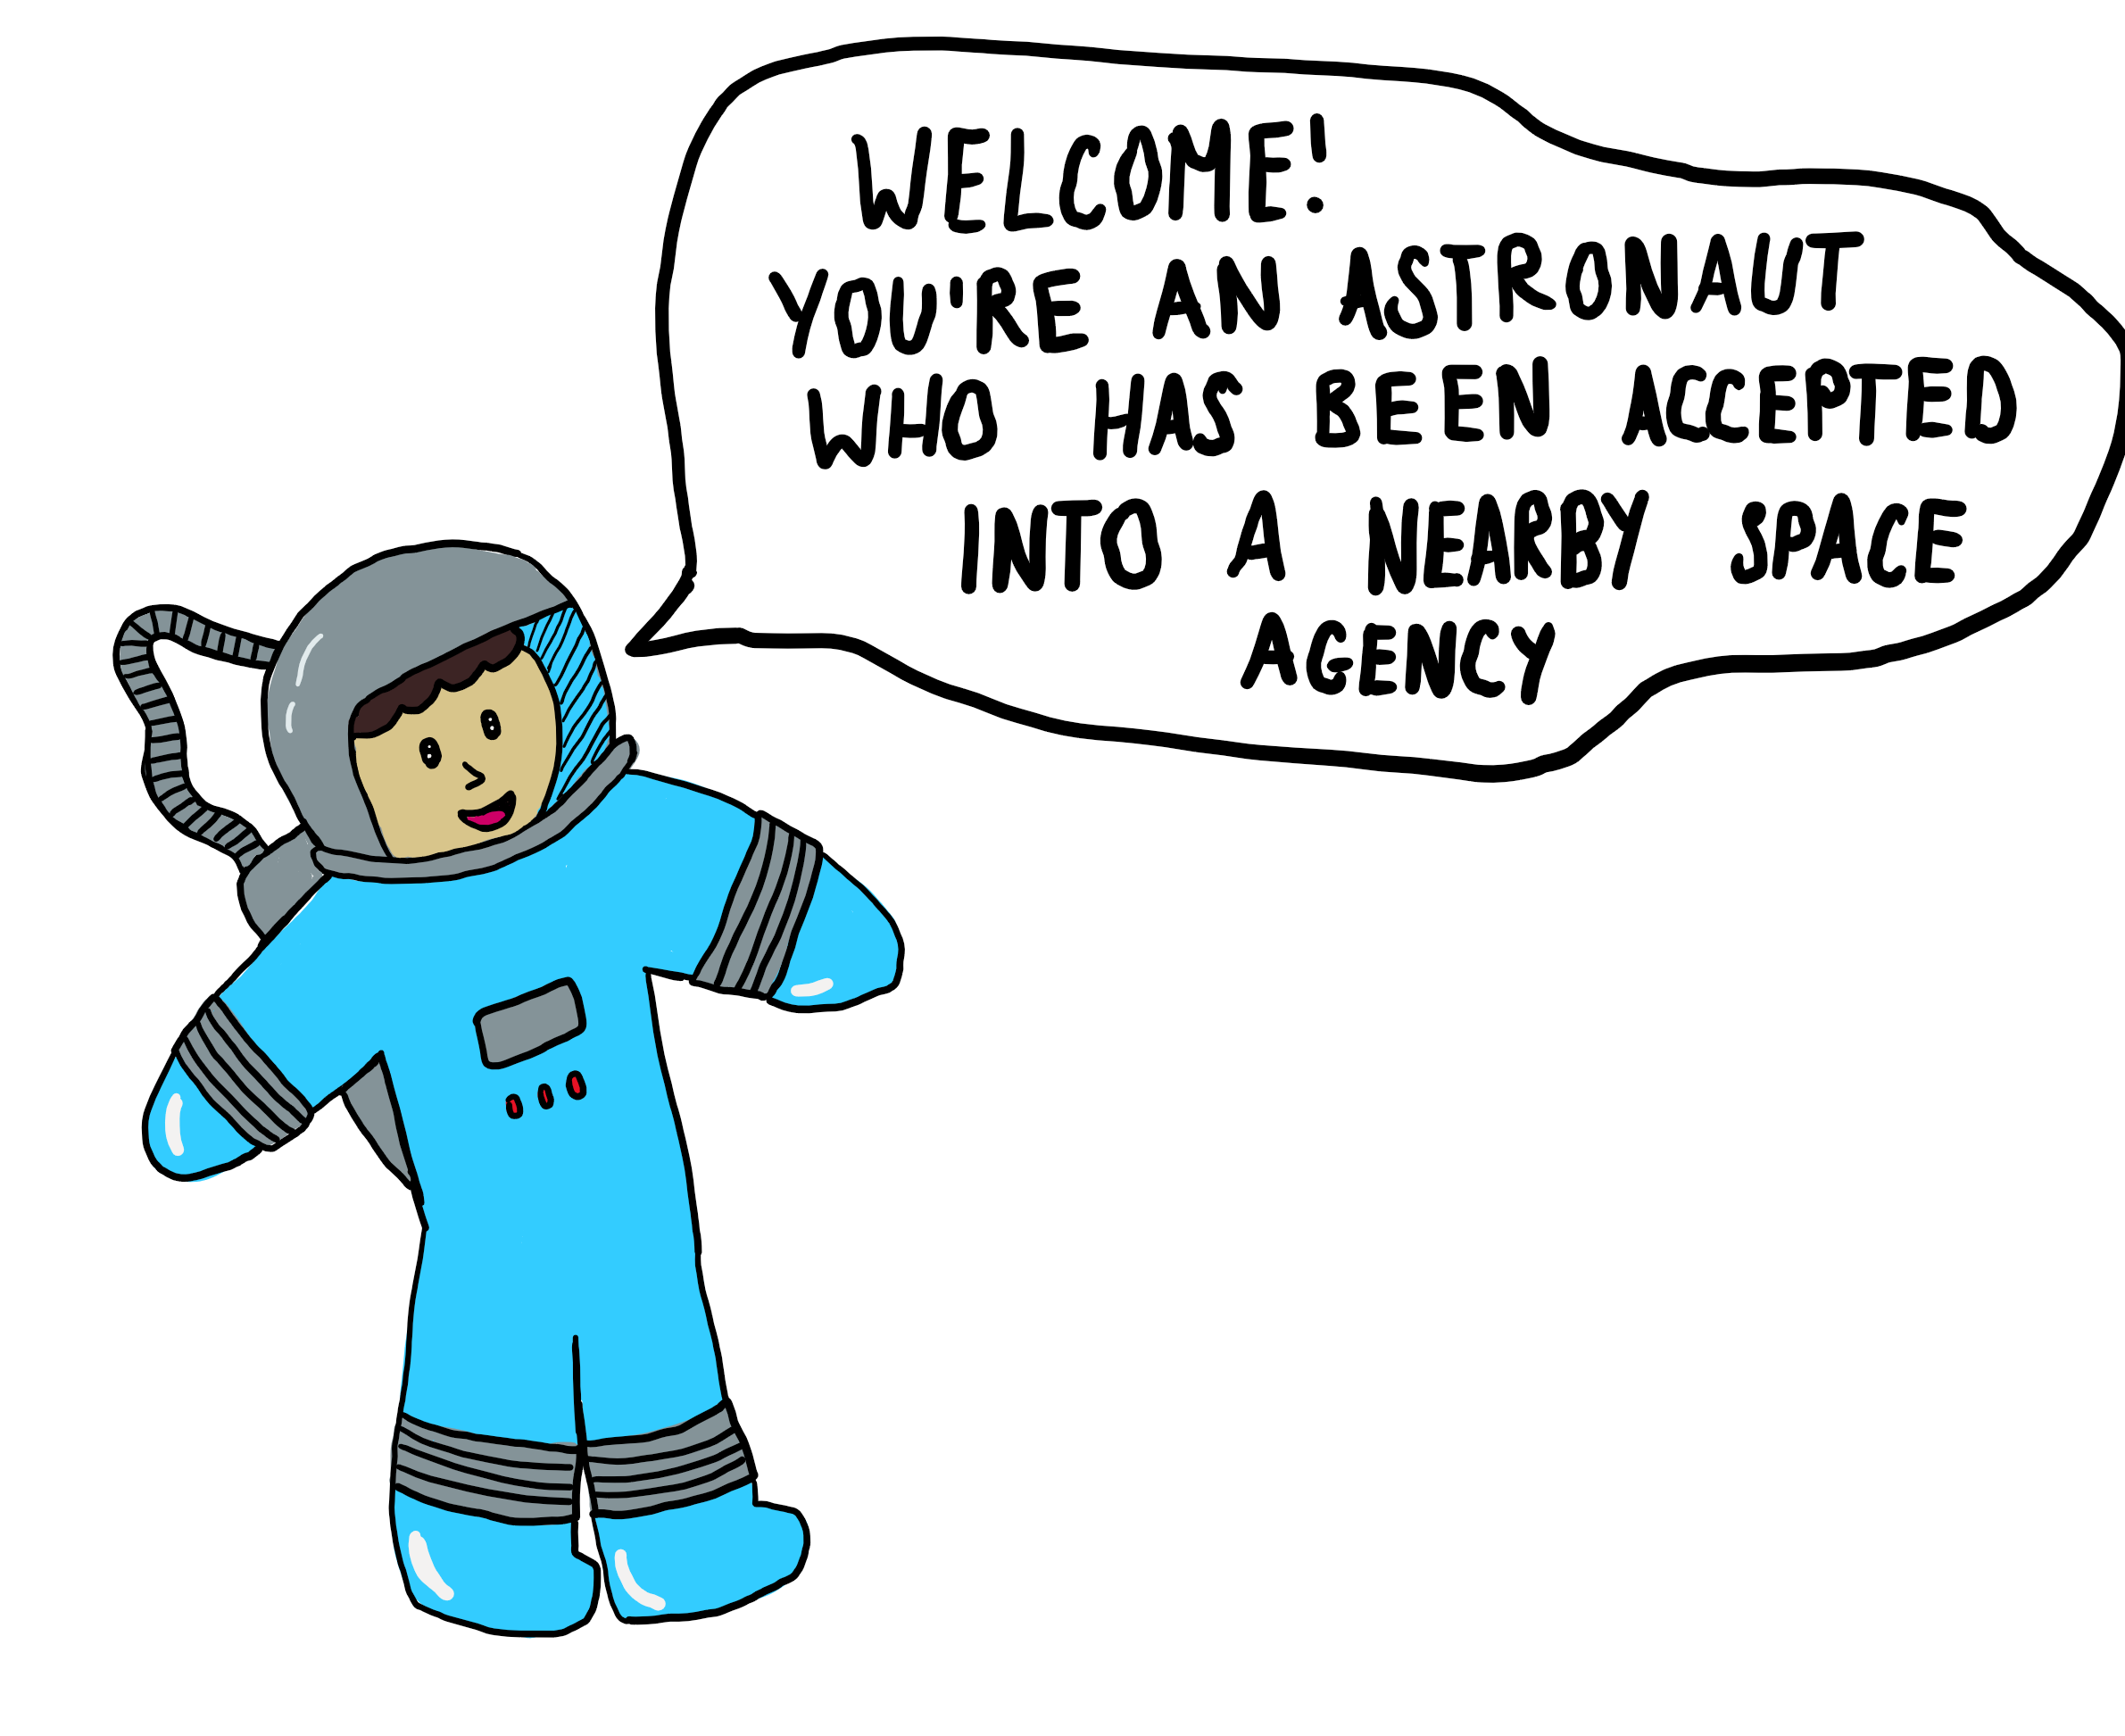 WELCOME!
YOU'RE AN ASTRONAUT
WHO HAS BEEN ACCEPTED
INTO A NEARBY SPACE
AGENCY